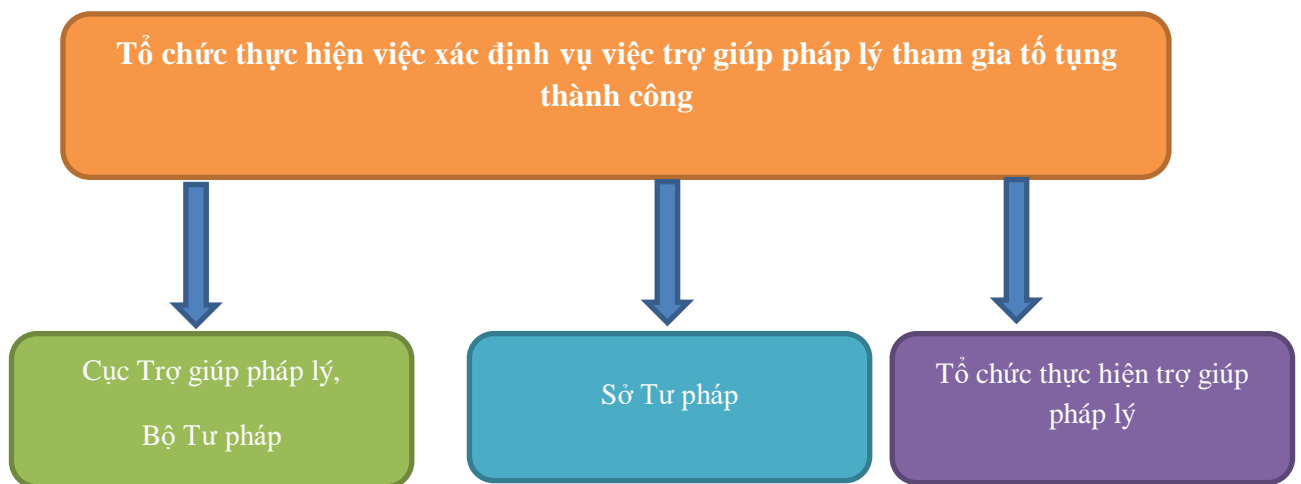 Tổ chức thực hiện việc xác định vụ việc trợ giúp pháp lý tham gia tố tụng
thành công
Cục Trợ giúp pháp lý,
Bộ Tư pháp
Sở Tư pháp
Tổ chức thực hiện trợ giúp
pháp lý